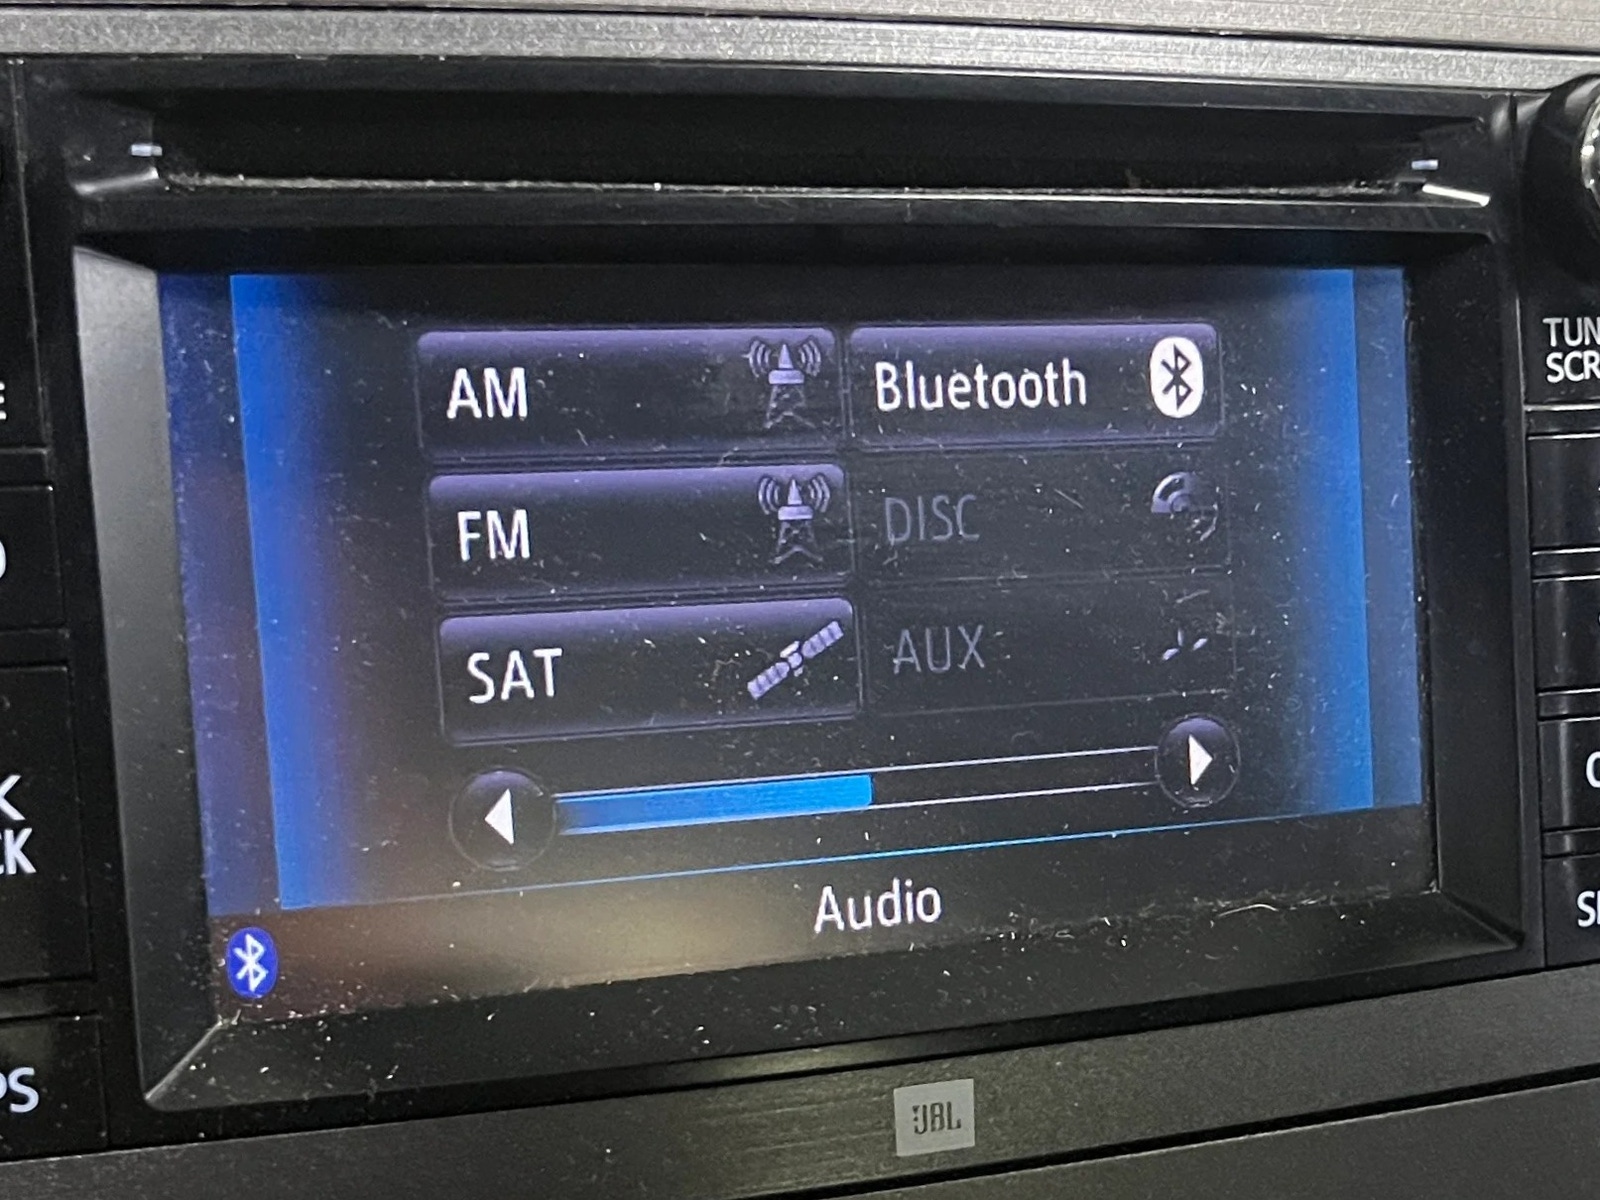 AM
Bluetooth
FM
DISC
SAT
AUX
Audio
JBL